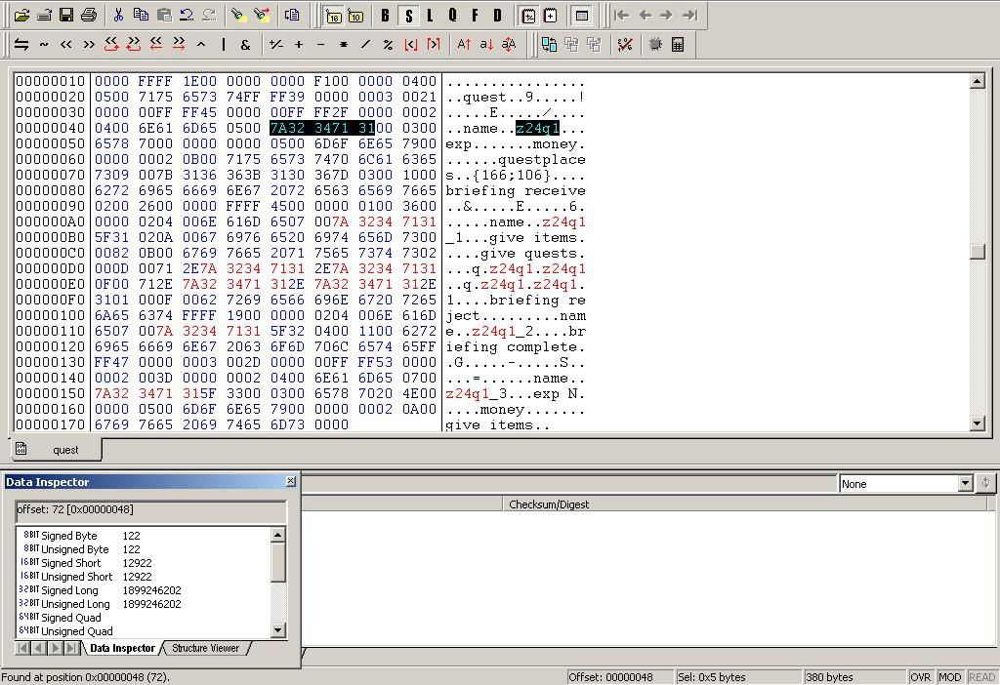 16 10 B S L Q F D
00000010 0000 FFFF 1E00 0000 0000 F100 0000 0400 ................
00000020 0500 7175 6573 74FF FF39 0000 0003 0021 ..quest..9.....!
00000030 0000 00FF FF45 0000 00FF FF2F 0000 0002 .....E...../....
00000040 0400 6E61 6D65 0500 7A32 3471 3100 0300 ..name..z24q1...
00000050 6578 7000 0000 0000 0500 6D6F 6E65 7900 exp.......money.
00000060 0000 0002 0B00 7175 6573 7470 6C61 6365 ......questplace
00000070 7309 007B 3136 363B 3130 367D 0300 1000 s..{166;106}....
00000080 6272 6965 6669 6E67 2072 6563 6569 7665 briefing receive
00000090 0200 2600 0000 FFFF 4500 0000 0100 3600 ..&.....E.....6.
000000A0 0000 0204 006E 616D 6507 007A 3234 7131 .....name..z24q1
000000B0 5F31 020A 0067 6976 6520 6974 656D 7300 _1...give items.
000000C0 0082 0B00 6769 7665 2071 7565 7374 7302 ....give quests.
000000D0 000D 0071 2E7A 3234 7131 2E7A 3234 7131 ...q.z24q1.z24q1
000000E0 0F00 712E 7A32 3471 312E 7A32 3471 312E ..q.z24q1.z24q1.
000000F0 3101 000F 0062 7269 6566 696E 6720 7265 1....briefing re
00000100 6A65 6374 FFFF 1900 0000 0204 006E 616D ject.........nam
00000110 6507 007A 3234 7131 5F32 0400 1100 6272 e..z24q1_2....br
00000120 6965 6669 6E67 2063 6F6D 706C 6574 65FF iefing complete.
00000130 FF47 0000 0003 002D 0000 00FF FF53 0000 .G.....-.....S..
00000140 0002 003D 0000 0002 0400 6E61 6D65 0700 ...=......name..
00000150 7A32 3471 315F 3300 0300 6578 7020 4E00 z24q1_3...exp N.
00000160 0000 0500 6D6F 6E65 7900 0000 0002 0A00 ....money.......
00000170 6769 7665 2069 7465 6D73 0000 give items..
quest
Data Inspector
None
offset: 72 [0x00000048]
Checksum/Digest
8BIT Signed Byte 122
8BIT Unsigned Byte 122
16BIT Signed Short 12922
16BIT Unsigned Short 12922
32BIT Signed Long 1899246202
32BIT Unsigned Long 1899246202
64BIT Signed Quad
64BIT Unsigned Quad
Data Inspector Structure Viewer
Found at position 0x00000048 (72). Offset: 00000048 Sel: 0x5 bytes 380 bytes OVR MOD READ